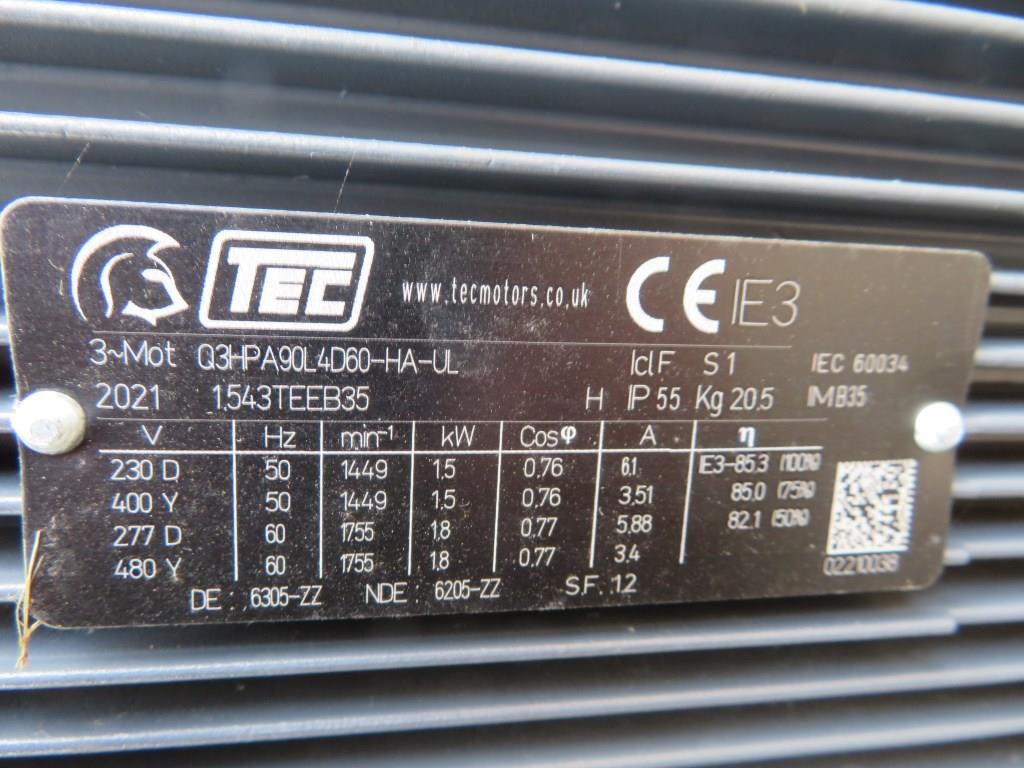 TEC www.tecmotors.co.uk CE IE3
3~Mot Q3HPA90L4D60-HA-UL Icl F S 1 IEC 60034
2021 1,543TEEB35 H IP 55 Kg 20.5 IM B35
V Hz min⁻¹ kW Cosφ A η
230 D 50 1449 1.5 0.76 6.1 IE3-85.3 (100%)
400 Y 50 1449 1.5 0.76 3.51 85.0 (75%)
277 D 60 1755 1.8 0.77 5.88 82.1 (50%)
480 Y 60 1755 1.8 0.77 3.4
02210038
DE : 6305-ZZ NDE : 6205-ZZ S.F. 1.2